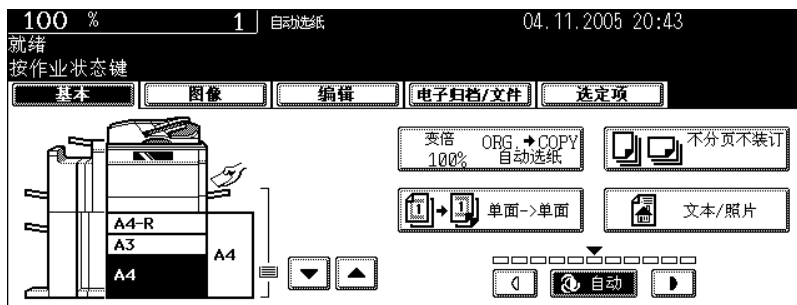 100 % 1 自动选纸 04.11.2005 20:43
就绪
按作业状态键
基本 图像 编辑 电子归档/文件 选定项
变倍 ORG.→COPY 不分页不装订
100% 自动选纸
1→1 单面->单面 文本/照片
A4-R
A3
A4 A4
自动